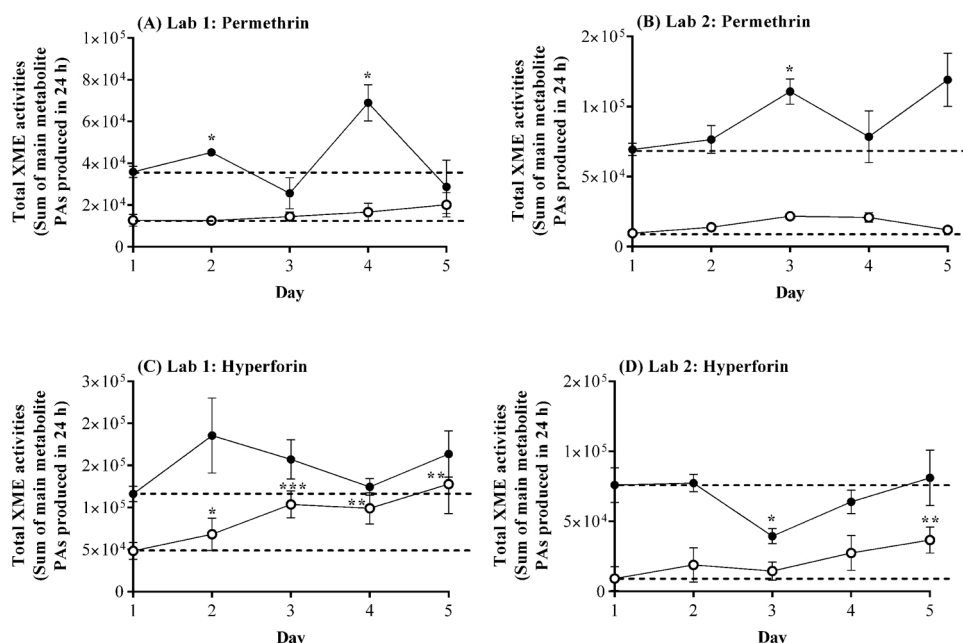 (A) Lab 1: Permethrin
Total XME activities
(Sum of main metabolite
PAs produced in 24 h)
1×10⁵
8×10⁴
6×10⁴
4×10⁴
2×10⁴
0
* *
1 2 3 4 5
Day
(B) Lab 2: Permethrin
Total XME activities
(Sum of main metabolite
PAs produced in 24 h)
2×10⁵
1×10⁵
5×10⁴
0
*
1 2 3 4 5
Day
(C) Lab 1: Hyperforin
Total XME activities
(Sum of main metabolite
PAs produced in 24 h)
3×10⁵
2×10⁵
2×10⁵
1×10⁵
5×10⁴
0
* *** ** **
1 2 3 4 5
Day
(D) Lab 2: Hyperforin
Total XME activities
(Sum of main metabolite
PAs produced in 24 h)
2×10⁵
1×10⁵
5×10⁴
0
* **
1 2 3 4 5
Day